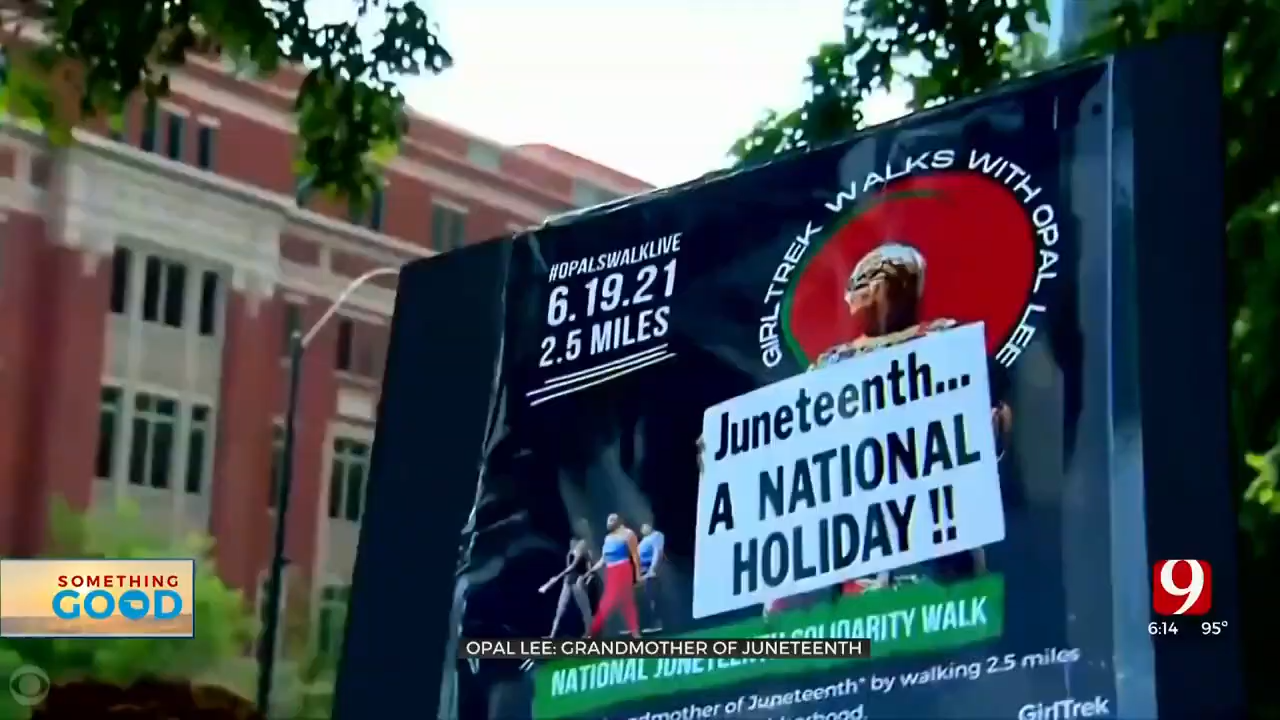 #OPALSWALKLIVE
6.19.21
2.5 MILES
GIRLTREK WALKS WITH OPAL LEE
Juneteenth...
A NATIONAL
HOLIDAY !!
NATIONAL JUNETEENTH SOLIDARITY WALK
of Juneteenth" by walking 2.5 miles
GirlTrek
SOMETHING
GOOD
OPAL LEE: GRANDMOTHER OF JUNETEENTH
9
6:14 95°